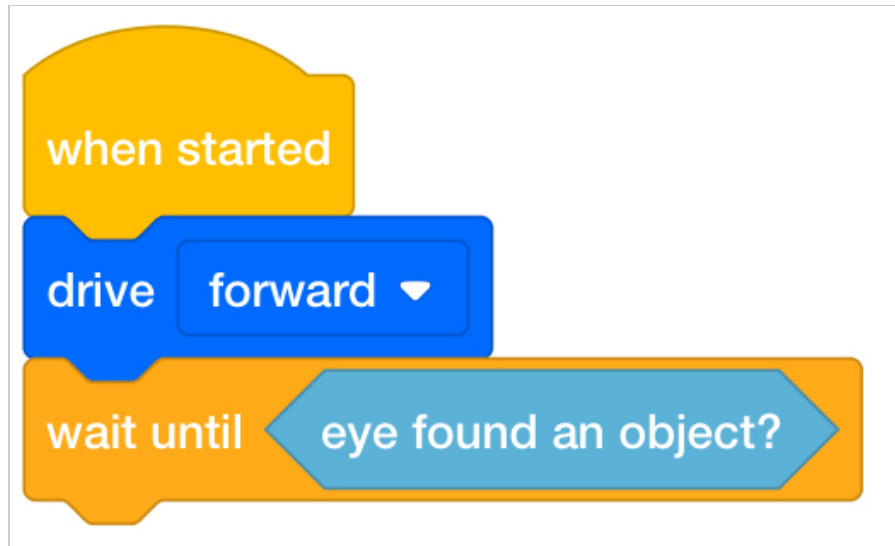 when started
drive forward
wait until eye found an object?